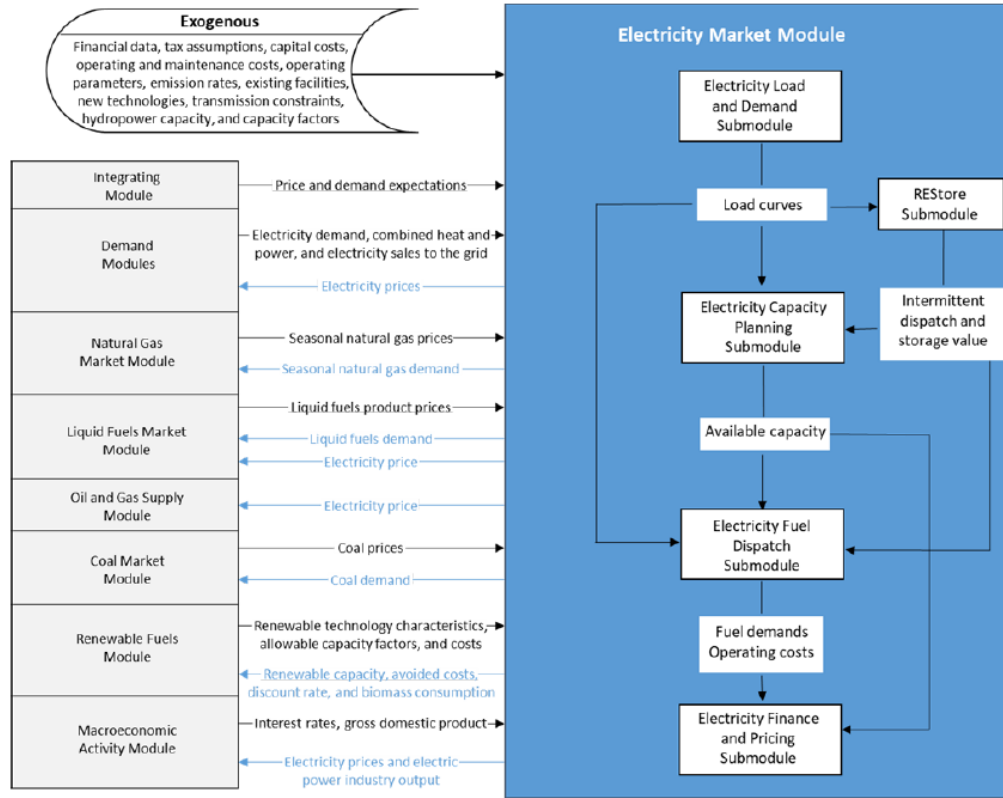 Exogenous
Financial data, tax assumptions, capital costs,
operating and maintenance costs, operating
parameters, emission rates, existing facilities,
new technologies, transmission constraints,
hydropower capacity, and capacity factors
Integrating
Module
Price and demand expectations
Demand
Modules
Electricity demand, combined heat and
power, and electricity sales to the grid
Electricity prices
Natural Gas
Market Module
Seasonal natural gas prices
Seasonal natural gas demand
Liquid Fuels Market
Module
Liquid fuels product prices
Liquid fuels demand
Electricity price
Oil and Gas Supply
Module
Electricity price
Coal Market
Module
Coal prices
Coal demand
Renewable Fuels
Module
Renewable technology characteristics,
allowable capacity factors, and costs
Renewable capacity, avoided costs,
discount rate, and biomass consumption
Macroeconomic
Activity Module
Interest rates, gross domestic product
Electricity prices and electric
power industry output
Electricity Market Module
Electricity Load
and Demand
Submodule
Load curves
REStore
Submodule
Intermittent
dispatch and
storage value
Electricity Capacity
Planning
Submodule
Available capacity
Electricity Fuel
Dispatch
Submodule
Fuel demands
Operating costs
Electricity Finance
and Pricing
Submodule